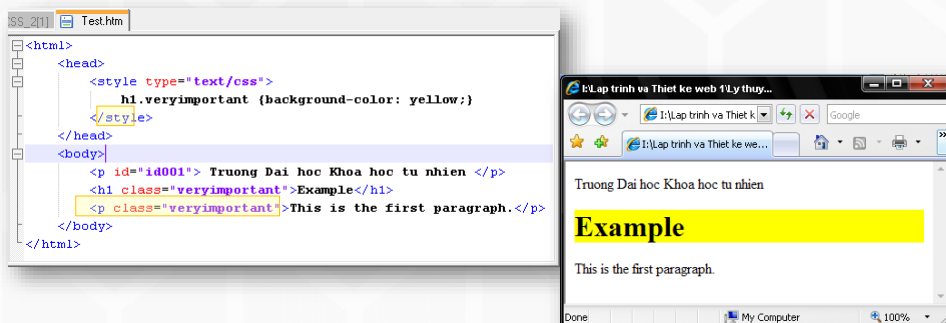 CSS_2[1] Test.htm
<html>
<head>
<style type="text/css">
h1.veryimportant {background-color: yellow;}
</style>
</head>
<body>
<p id="id001"> Truong Dai hoc Khoa hoc tu nhien </p>
<h1 class="veryimportant">Example</h1>
<p class="veryimportant">This is the first paragraph.</p>
</body>
</html>
I:\Lap trinh va Thiet ke web 1\Ly thuy...
I:\Lap trinh va Thiet k Google
I:\Lap trinh va Thiet ke we...
Truong Dai hoc Khoa hoc tu nhien
Example
This is the first paragraph.
Done My Computer 100%